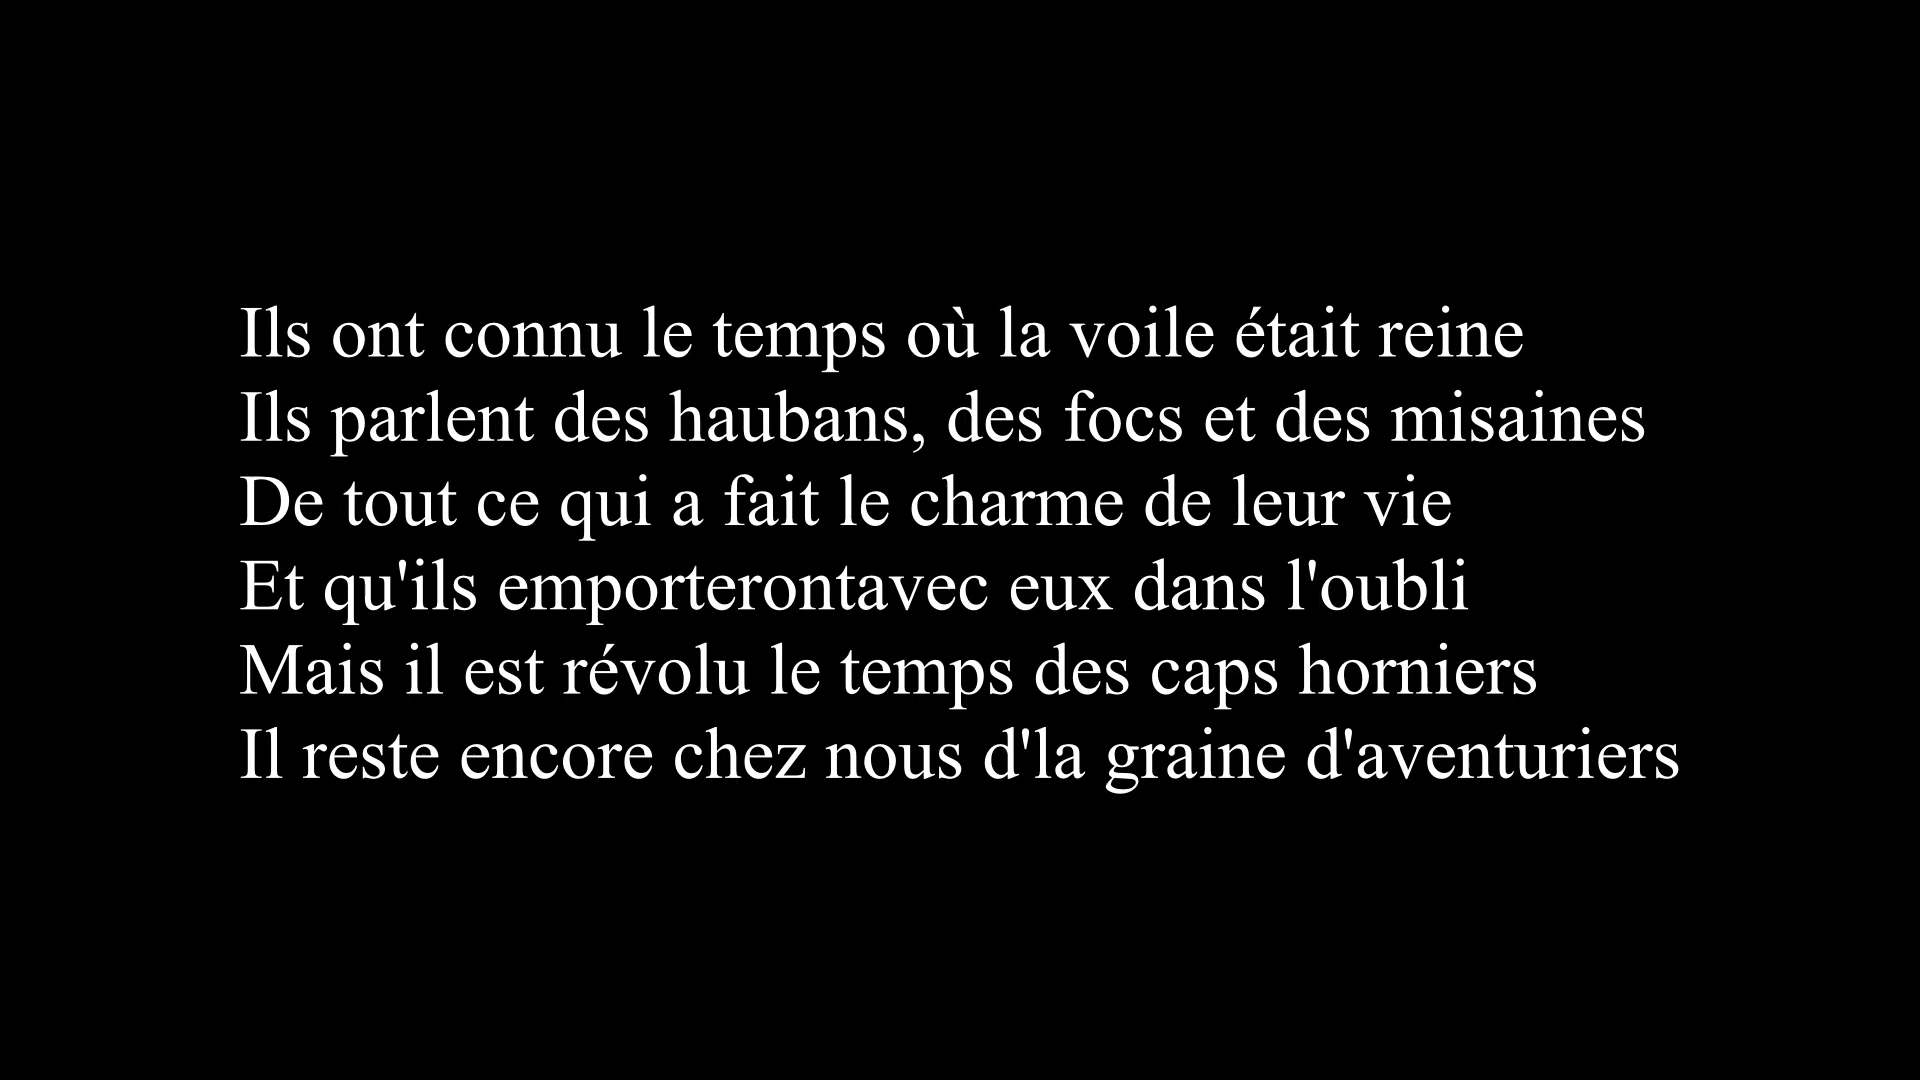 Ils ont connu le temps où la voile était reine
Ils parlent des haubans, des focs et des misaines
De tout ce qui a fait le charme de leur vie
Et qu'ils emporterontavec eux dans l'oubli
Mais il est révolu le temps des caps horniers
Il reste encore chez nous d'la graine d'aventuriers